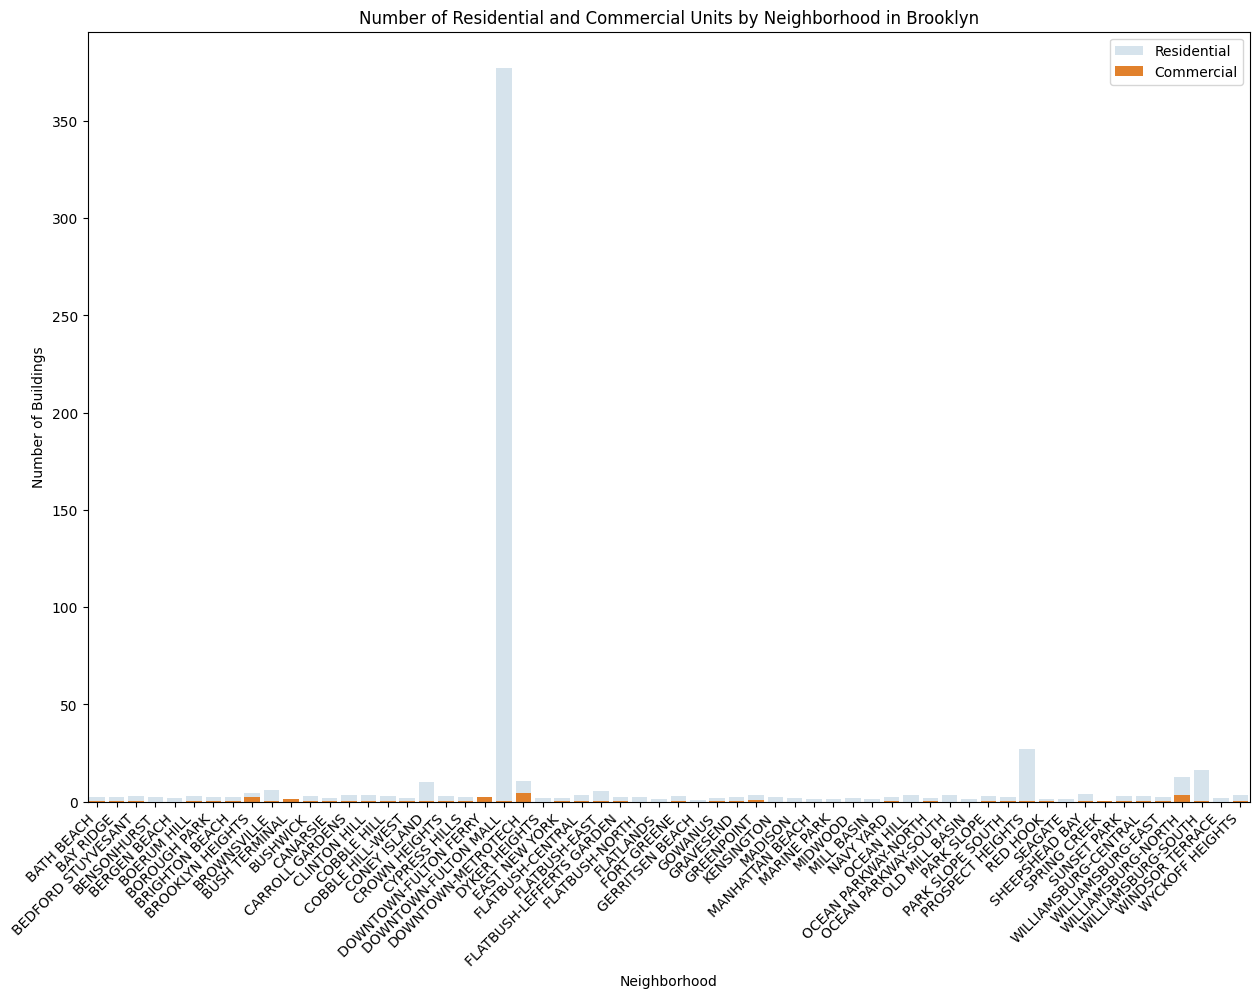 Number of Residential and Commercial Units by Neighborhood in Brooklyn
Residential
Commercial
Number of Buildings
350
300
250
200
150
100
50
0
BATH BEACH
BAY RIDGE
BEDFORD STUYVESANT
BENSONHURST
BERGEN BEACH
BOERUM HILL
BOROUGH PARK
BRIGHTON BEACH
BROOKLYN HEIGHTS
BROWNSVILLE
BUSH TERMINAL
BUSHWICK
CANARSIE
CARROLL GARDENS
CLINTON HILL
COBBLE HILL
COBBLE HILL-WEST
CONEY ISLAND
CROWN HEIGHTS
CYPRESS HILLS
DOWNTOWN-FULTON FERRY
DOWNTOWN-FULTON MALL
DOWNTOWN-METROTECH
DYKER HEIGHTS
EAST NEW YORK
FLATBUSH-CENTRAL
FLATBUSH-EAST
FLATBUSH-LEFFERTS GARDEN
FLATBUSH-NORTH
FLATLANDS
FORT GREENE
GERRITSEN BEACH
GOWANUS
GRAVESEND
GREENPOINT
KENSINGTON
MADISON
MANHATTAN BEACH
MARINE PARK
MIDWOOD
MILL BASIN
NAVY YARD
OCEAN HILL
OCEAN PARKWAY-NORTH
OCEAN PARKWAY-SOUTH
OLD MILL BASIN
PARK SLOPE
PARK SLOPE SOUTH
PROSPECT HEIGHTS
RED HOOK
SEAGATE
SHEEPSHEAD BAY
SPRING CREEK
SUNSET PARK
WILLIAMSBURG-CENTRAL
WILLIAMSBURG-EAST
WILLIAMSBURG-NORTH
WILLIAMSBURG-SOUTH
WINDSOR TERRACE
WYCKOFF HEIGHTS
Neighborhood